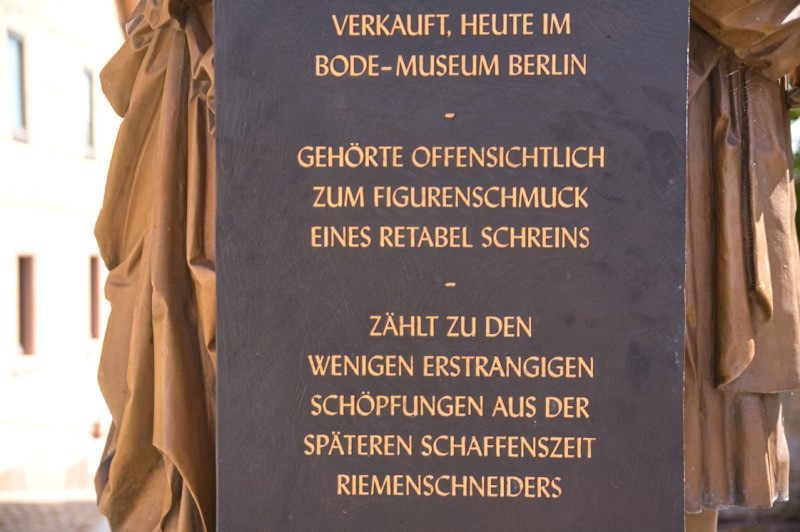 VERKAUFT, HEUTE IM
BODE-MUSEUM BERLIN
-
GEHÖRTE OFFENSICHTLICH
ZUM FIGURENSCHMUCK
EINES RETABEL SCHREINS
-
ZÄHLT ZU DEN
WENIGEN ERSTRANGIGEN
SCHÖPFUNGEN AUS DER
SPÄTEREN SCHAFFENSZEIT
RIEMENSCHNEIDERS